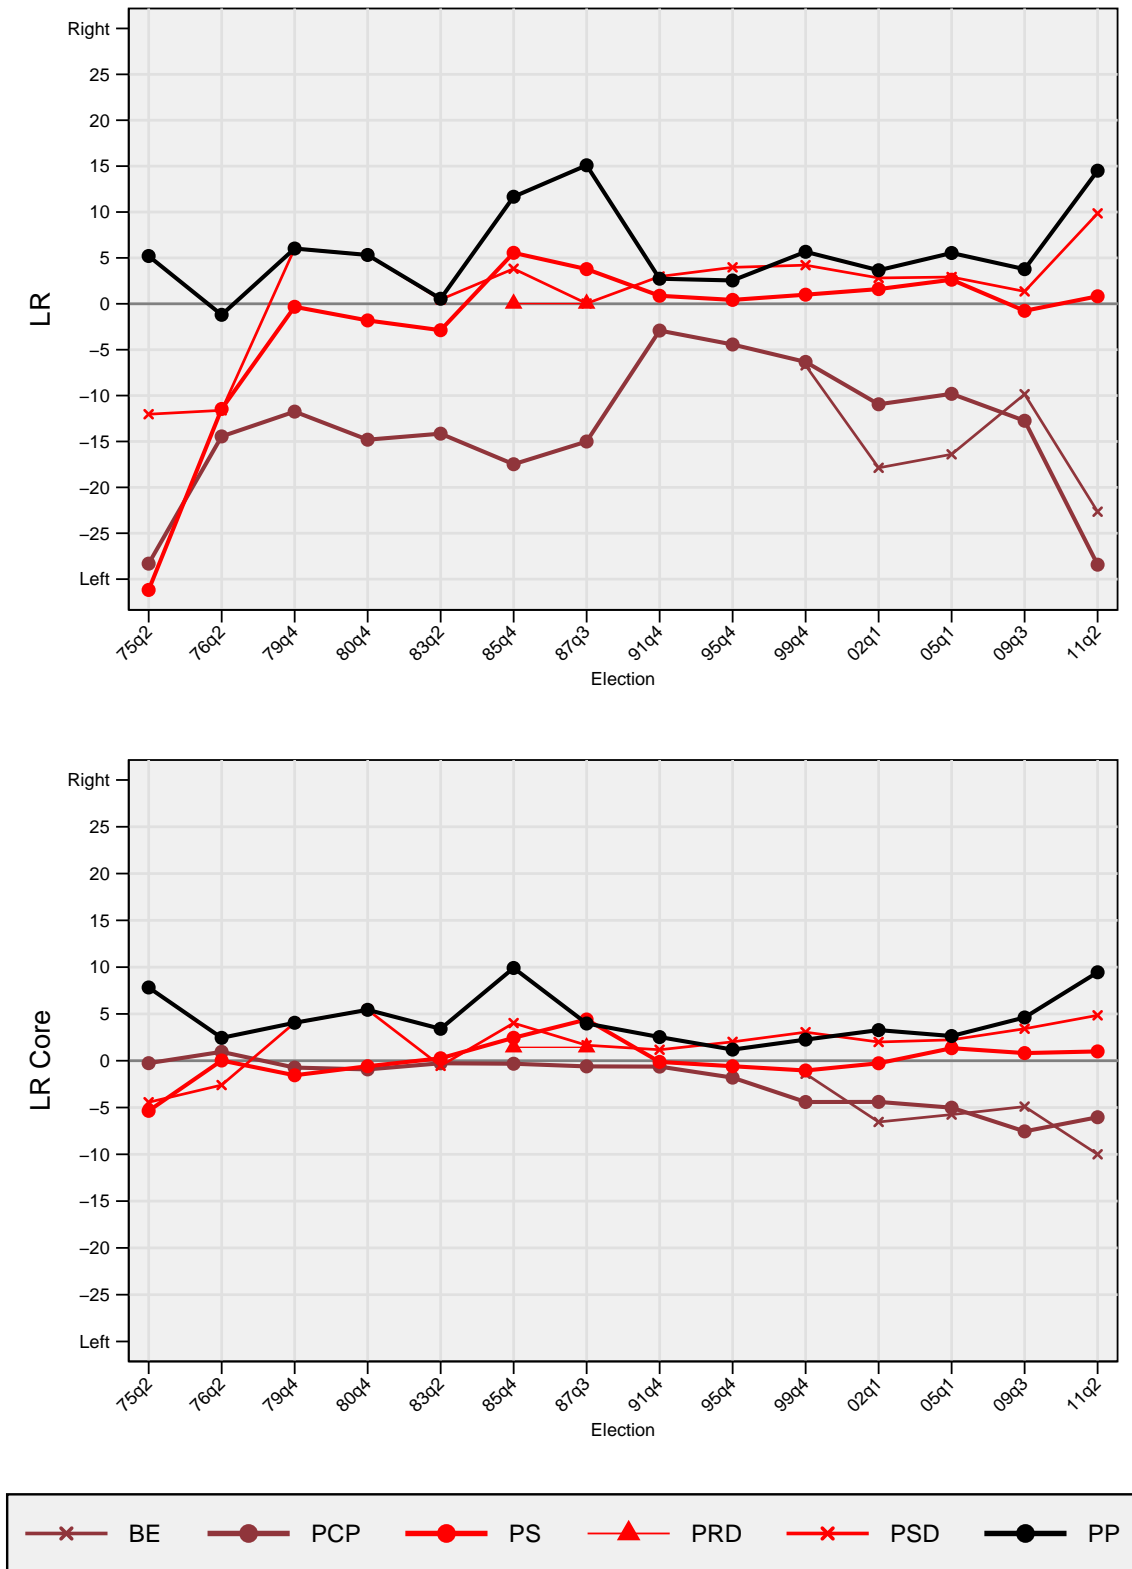 Right
25
20
15
10
5
0
−5
−10
−15
−20
−25
Left
LR
75q2 76q2 79q4 80q4 83q2 85q4 87q3 91q4 95q4 99q4 02q1 05q1 09q3 11q2
Election
Right
25
20
15
10
5
0
−5
−10
−15
−20
−25
Left
LR Core
75q2 76q2 79q4 80q4 83q2 85q4 87q3 91q4 95q4 99q4 02q1 05q1 09q3 11q2
Election
BE PCP PS PRD PSD PP